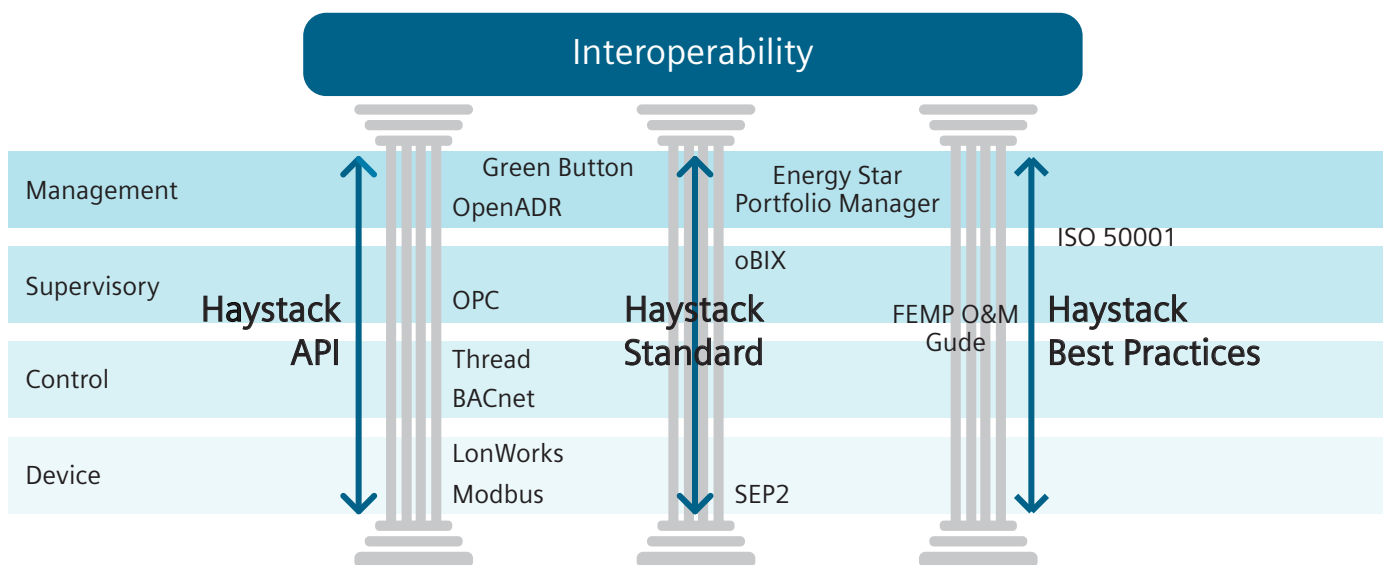 Interoperability
Management
Green Button
OpenADR
Energy Star
Portfolio Manager
ISO 50001
Supervisory
oBIX
OPC
Haystack
API
Haystack
Standard
FEMP O&M
Gude
Haystack
Best Practices
Control
Thread
BACnet
Device
LonWorks
Modbus
SEP2